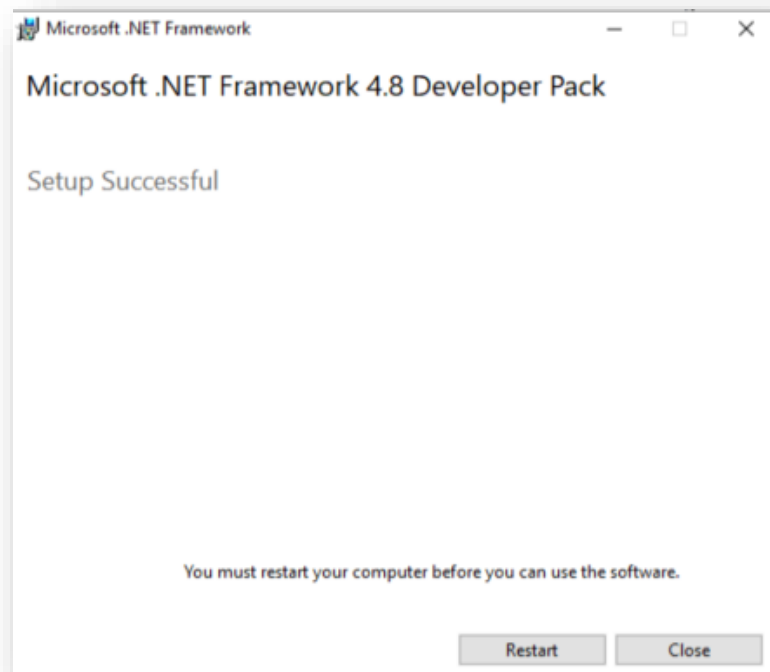 Microsoft .NET Framework
Microsoft .NET Framework 4.8 Developer Pack
Setup Successful
You must restart your computer before you can use the software.
Restart
Close